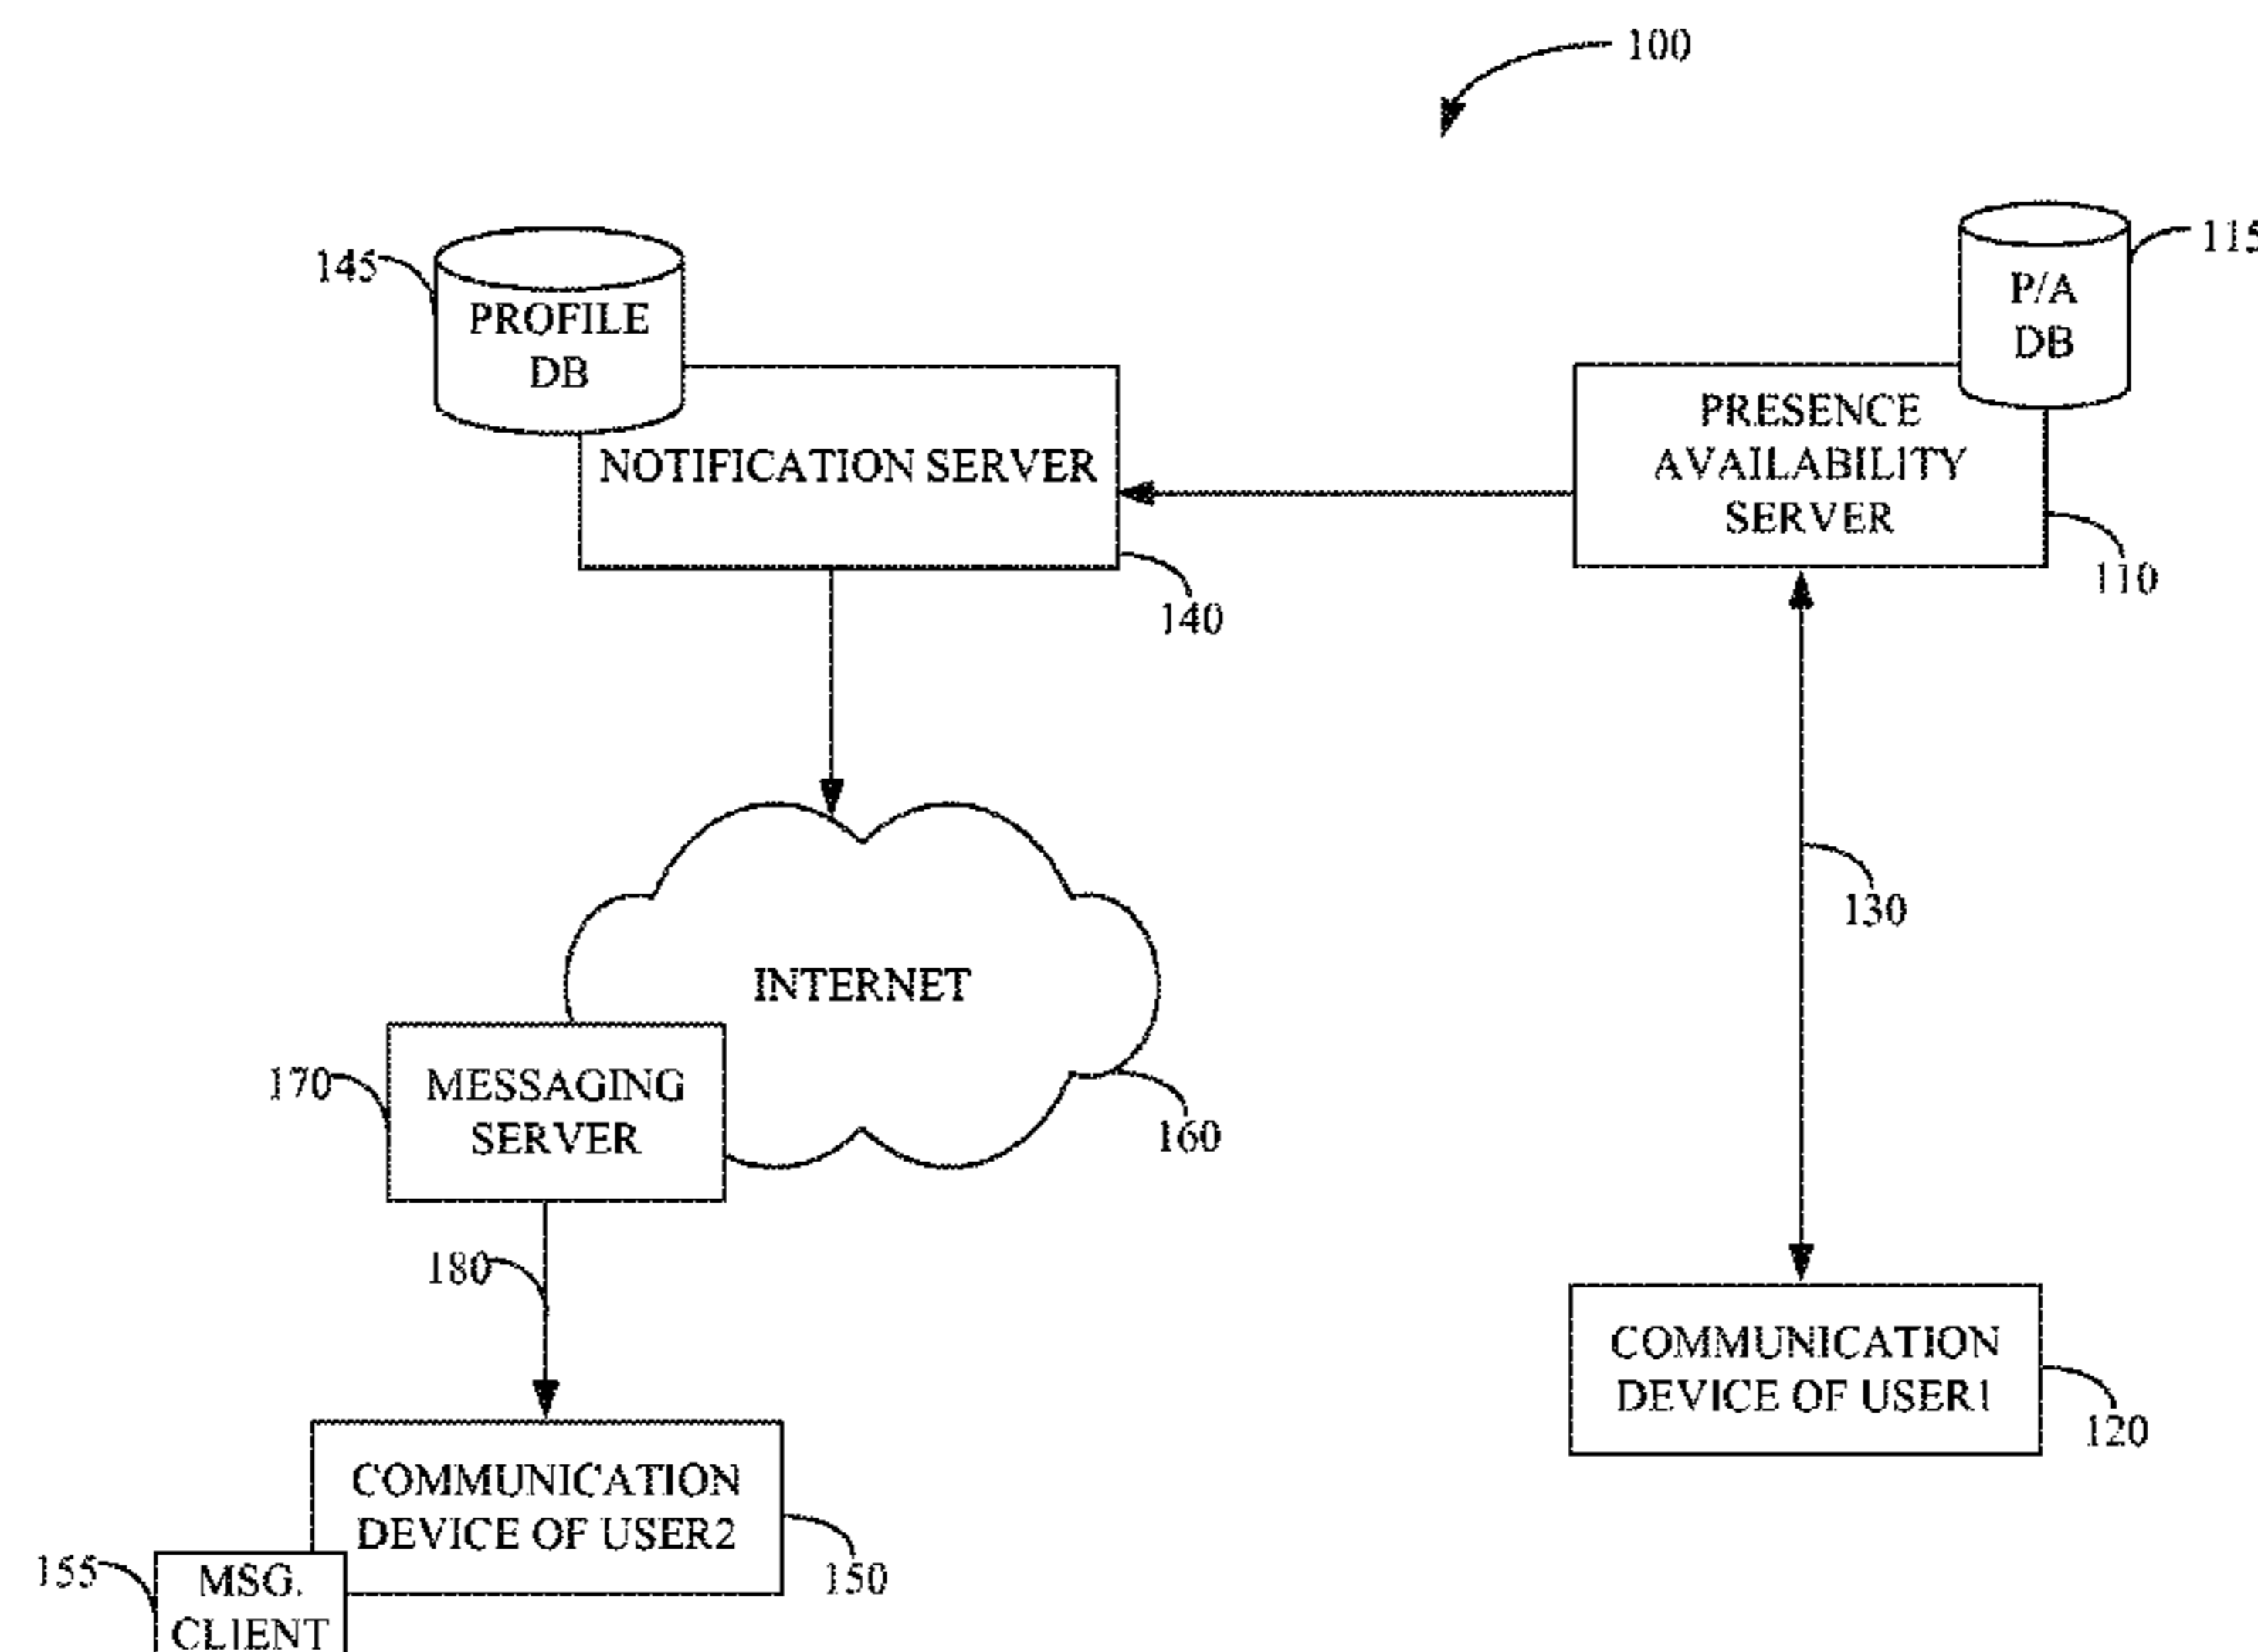 100
145
PROFILE
DB
115
P/A
DB
NOTIFICATION SERVER
140
PRESENCE
AVAILABILITY
SERVER
110
130
INTERNET
160
170
MESSAGING
SERVER
180
COMMUNICATION
DEVICE OF USER1
120
COMMUNICATION
DEVICE OF USER2
150
155
MSG.
CLIENT